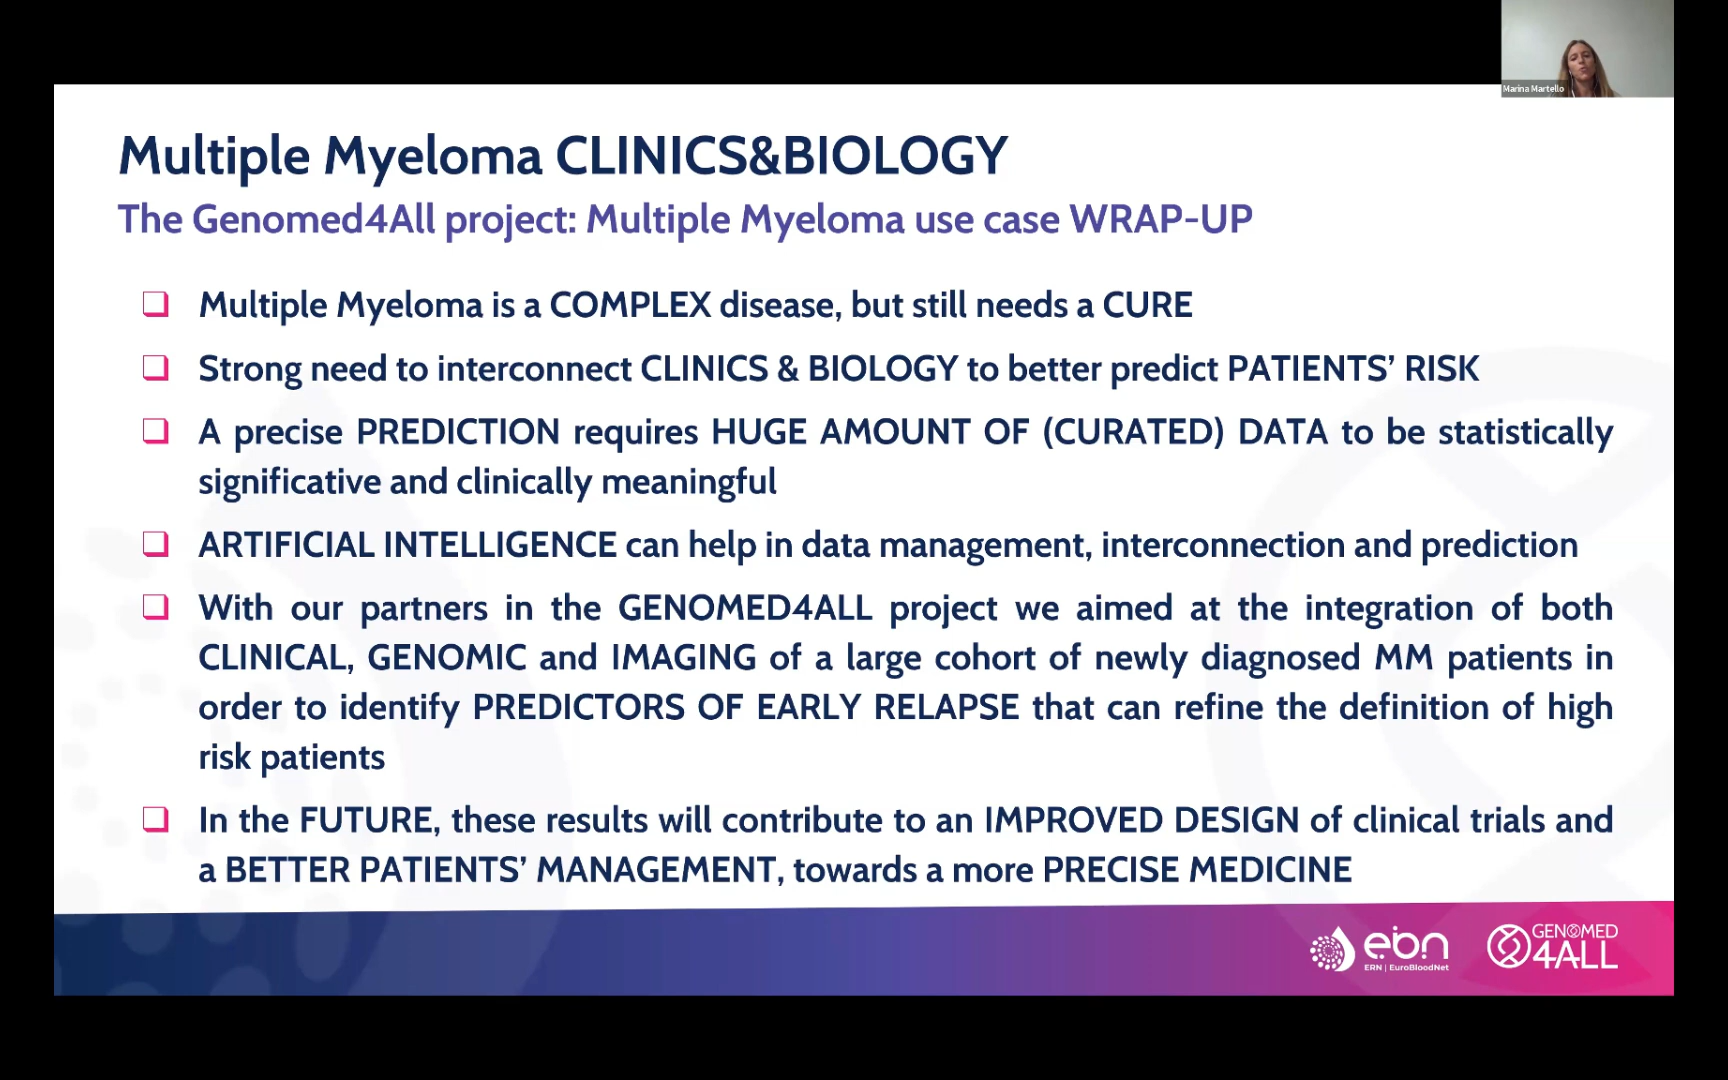 Marina Martello
Multiple Myeloma CLINICS&BIOLOGY
The Genomed4All project: Multiple Myeloma use case WRAP-UP
Multiple Myeloma is a COMPLEX disease, but still needs a CURE
Strong need to interconnect CLINICS & BIOLOGY to better predict PATIENTS’ RISK
A precise PREDICTION requires HUGE AMOUNT OF (CURATED) DATA to be statistically
significative and clinically meaningful
ARTIFICIAL INTELLIGENCE can help in data management, interconnection and prediction
With our partners in the GENOMED4ALL project we aimed at the integration of both
CLINICAL, GENOMIC and IMAGING of a large cohort of newly diagnosed MM patients in
order to identify PREDICTORS OF EARLY RELAPSE that can refine the definition of high
risk patients
In the FUTURE, these results will contribute to an IMPROVED DESIGN of clinical trials and
a BETTER PATIENTS’ MANAGEMENT, towards a more PRECISE MEDICINE
ebn
ERN | EuroBloodNet
GENOMED
4ALL